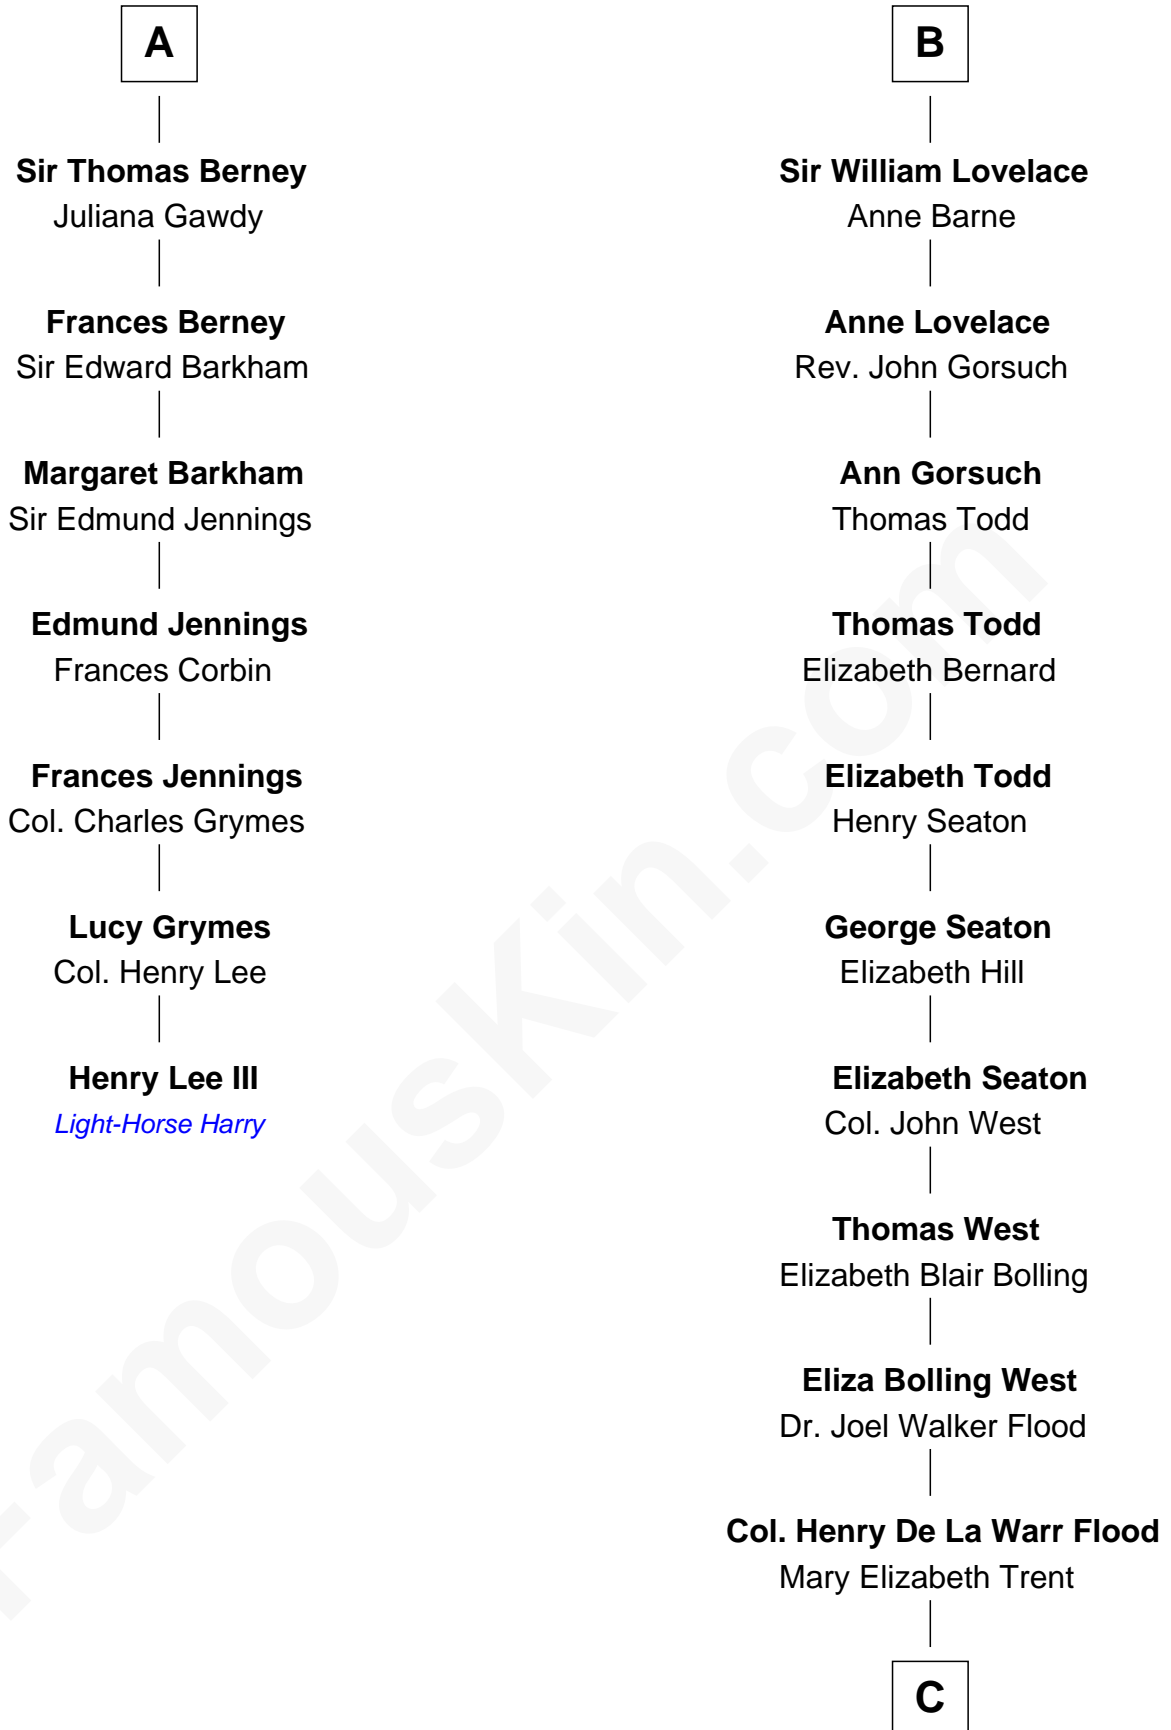 A
Sir Thomas Berney
Juliana Gawdy
Frances Berney
Sir Edward Barkham
Margaret Barkham
Sir Edmund Jennings
Edmund Jennings
Frances Corbin
Frances Jennings
Col. Charles Grymes
Lucy Grymes
Col. Henry Lee
Henry Lee III
Light-Horse Harry
B
Sir William Lovelace
Anne Barne
Anne Lovelace
Rev. John Gorsuch
Ann Gorsuch
Thomas Todd
Thomas Todd
Elizabeth Bernard
Elizabeth Todd
Henry Seaton
George Seaton
Elizabeth Hill
Elizabeth Seaton
Col. John West
Thomas West
Elizabeth Blair Bolling
Eliza Bolling West
Dr. Joel Walker Flood
Col. Henry De La Warr Flood
Mary Elizabeth Trent
C
FamousKin.com